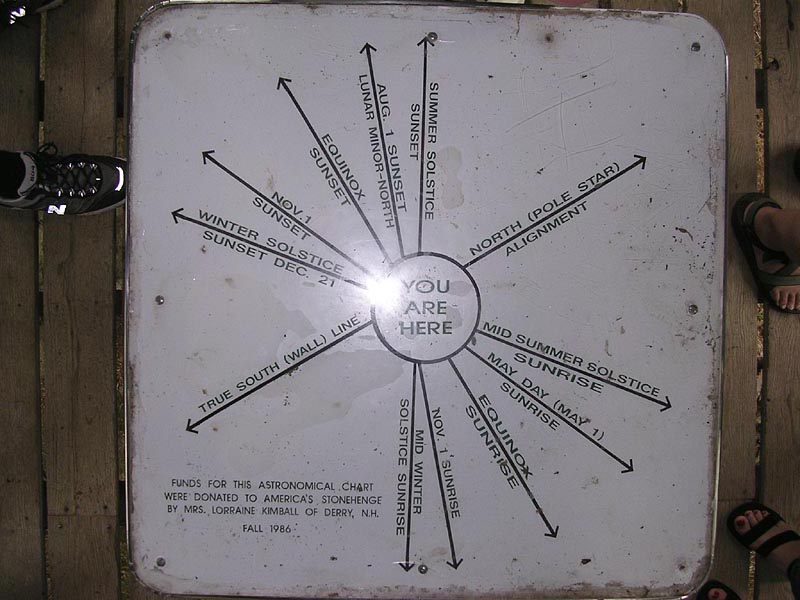 SUMMER SOLSTICE
SUNSET
AUG. 1 SUNSET
LUNAR MINOR-NORTH
EQUINOX
SUNSET
NOV. 1
SUNSET
WINTER SOLSTICE
SUNSET DEC. 21
NORTH (POLE STAR)
ALIGNMENT
YOU
ARE
HERE
TRUE SOUTH (WALL) LINE
MID SUMMER SOLSTICE
SUNRISE
MAY DAY (MAY 1)
SUNRISE
EQUINOX
SUNRISE
NOV. 1 SUNRISE
MID WINTER
SOLSTICE SUNRISE
FUNDS FOR THIS ASTRONOMICAL CHART
WERE DONATED TO AMERICA'S STONEHENGE
BY MRS. LORRAINE KIMBALL OF DERRY, N.H.
FALL 1986
N